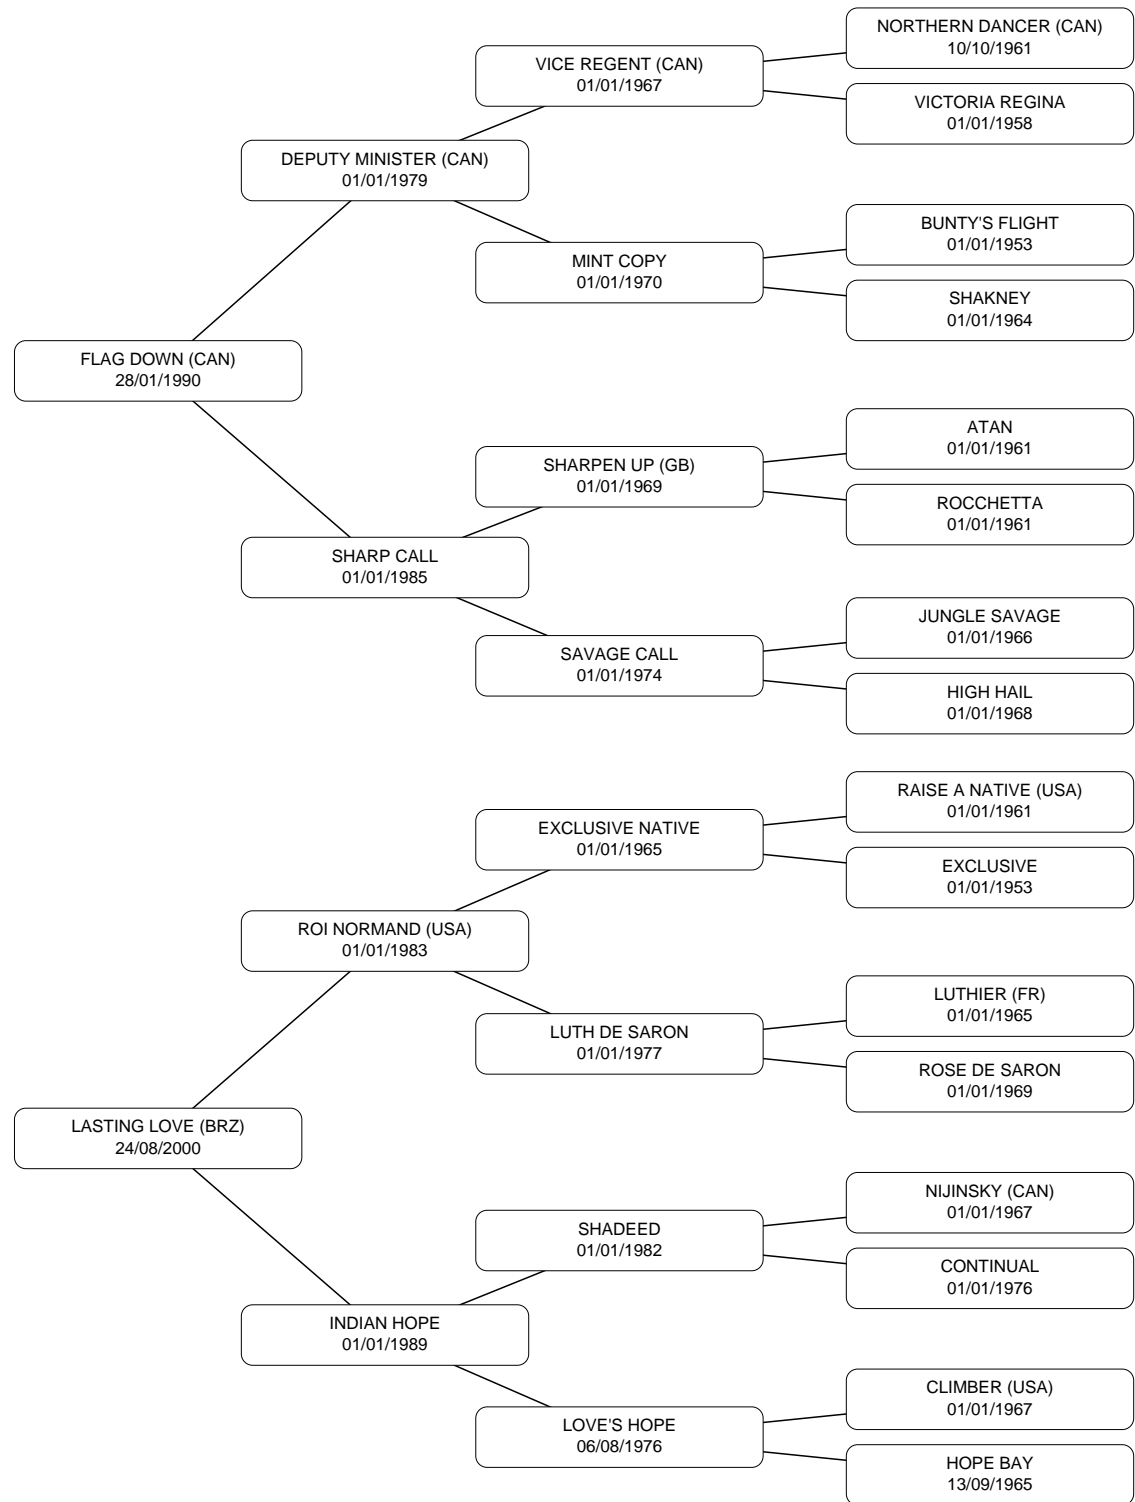 NORTHERN DANCER (CAN)
10/10/1961
VICE REGENT (CAN)
01/01/1967
VICTORIA REGINA
01/01/1958
DEPUTY MINISTER (CAN)
01/01/1979
BUNTY'S FLIGHT
01/01/1953
MINT COPY
01/01/1970
SHAKNEY
01/01/1964
FLAG DOWN (CAN)
28/01/1990
ATAN
01/01/1961
SHARPEN UP (GB)
01/01/1969
ROCCHETTA
01/01/1961
SHARP CALL
01/01/1985
JUNGLE SAVAGE
01/01/1966
SAVAGE CALL
01/01/1974
HIGH HAIL
01/01/1968
RAISE A NATIVE (USA)
01/01/1961
EXCLUSIVE NATIVE
01/01/1965
EXCLUSIVE
01/01/1953
ROI NORMAND (USA)
01/01/1983
LUTHIER (FR)
01/01/1965
LUTH DE SARON
01/01/1977
ROSE DE SARON
01/01/1969
LASTING LOVE (BRZ)
24/08/2000
NIJINSKY (CAN)
01/01/1967
SHADEED
01/01/1982
CONTINUAL
01/01/1976
INDIAN HOPE
01/01/1989
CLIMBER (USA)
01/01/1967
LOVE'S HOPE
06/08/1976
HOPE BAY
13/09/1965